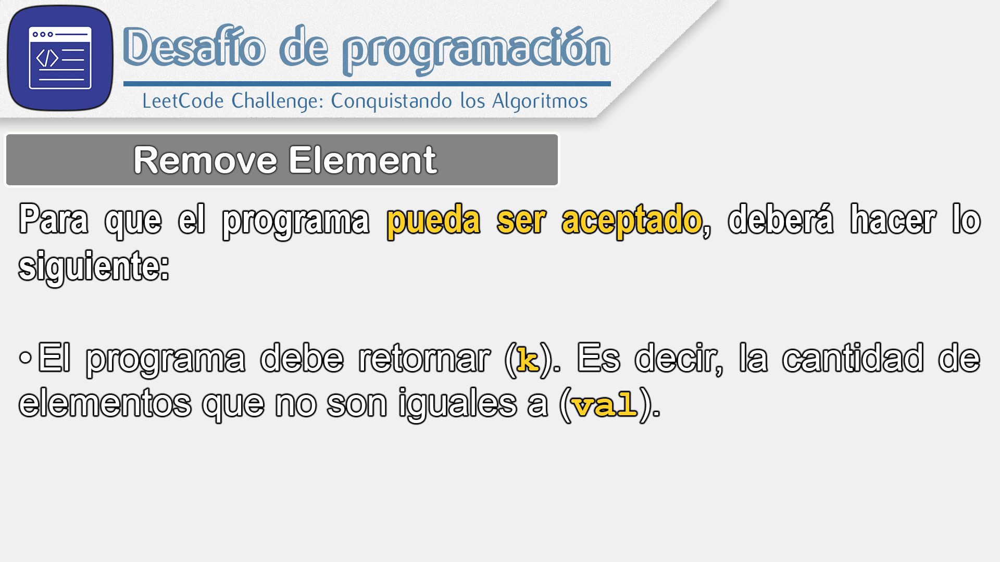 Desafío de programación
LeetCode Challenge: Conquistando los Algoritmos
Remove Element
Para que el programa pueda ser aceptado, deberá hacer lo
siguiente:
• El programa debe retornar (k). Es decir, la cantidad de
elementos que no son iguales a (val).